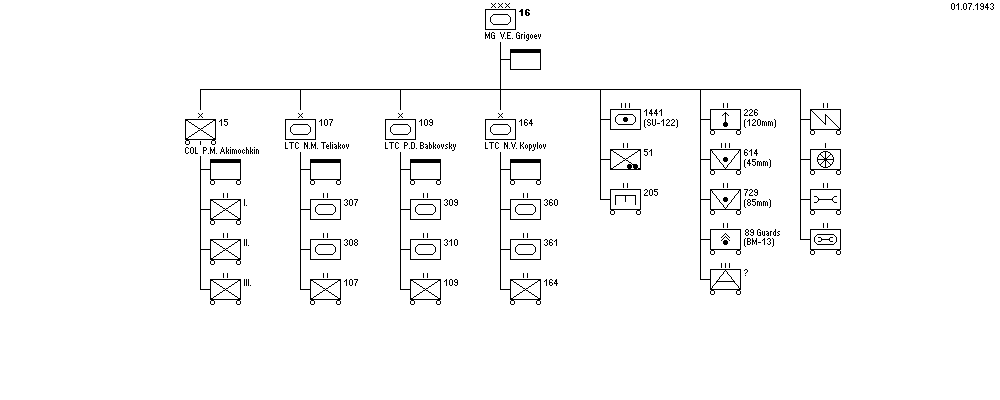 01.07.1943
16
MG V.E. Grigoev
15
COL P.M. Akimochkin
I.
II.
III.
107
LTC N.M. Teliakov
307
308
107
109
LTC P.D. Babkovsky
309
310
109
164
LTC N.V. Kopylov
360
361
164
1441
(SU-122)
51
205
226
(120mm)
614
(45mm)
729
(85mm)
89 Guards
(BM-13)
?